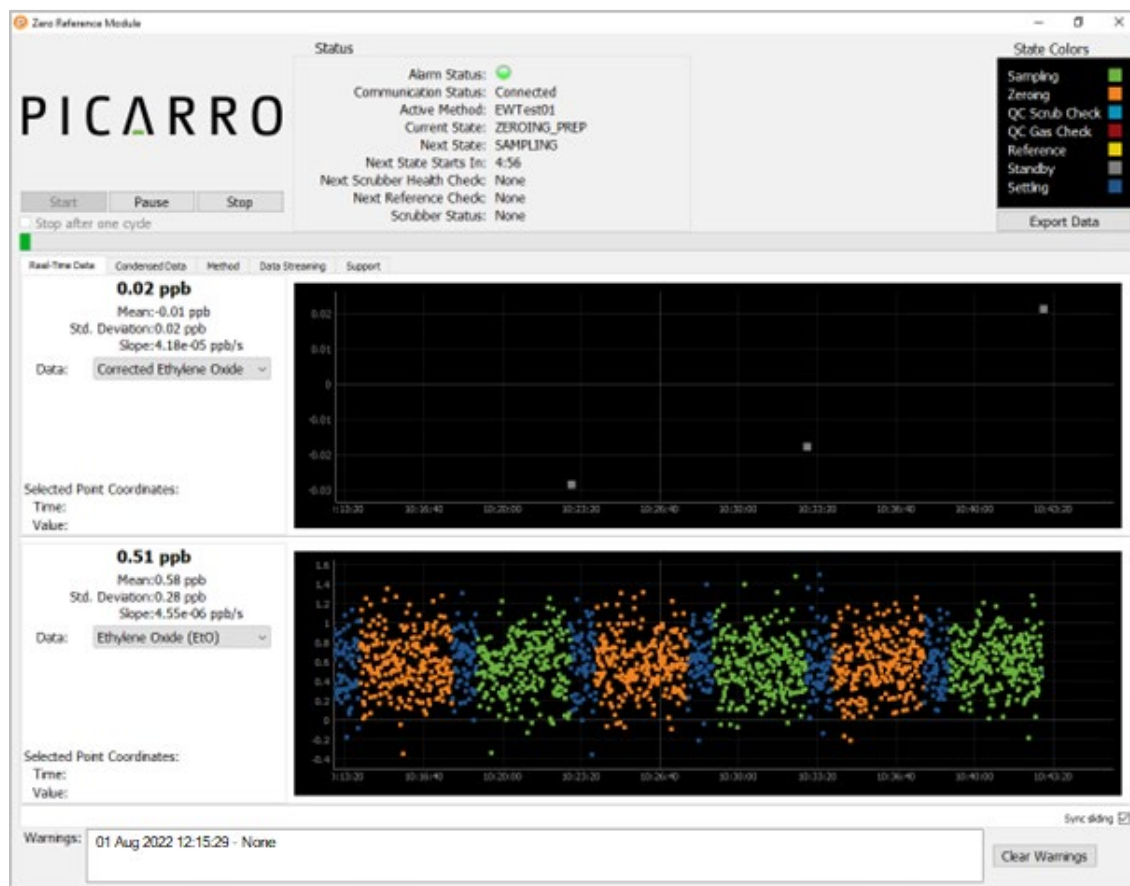 Zero Reference Module
PICARRO
Start Pause Stop
Stop after one cycle
Status
Alarm Status:
Communication Status: Connected
Active Method: EWTest01
Current State: ZEROING_PREP
Next State: SAMPLING
Next State Starts In: 4:56
Next Scrubber Health Check: None
Next Reference Check: None
Scrubber Status: None
State Colors
Sampling
Zeroing
QC Scrub Check
QC Gas Check
Reference
Standby
Setting
Export Data
Real-Time Data Condensed Data Method Data Streaming Support
0.02 ppb
Mean:-0.01 ppb
Std. Deviation:0.02 ppb
Slope:4.18e-05 ppb/s
Data: Corrected Ethylene Oxide
Selected Point Coordinates:
Time:
Value:
0.02
0.01
0
-0.01
-0.02
-0.03
):13:20 10:16:40 10:20:00 10:23:20 10:26:40 10:30:00 10:33:20 10:36:40 10:40:00 10:43:20
0.51 ppb
Mean:0.58 ppb
Std. Deviation:0.28 ppb
Slope:4.55e-06 ppb/s
Data: Ethylene Oxide (EtO)
Selected Point Coordinates:
Time:
Value:
1.6
1.4
1.2
1
0.8
0.6
0.4
0.2
0
-0.2
-0.4
):13:20 10:16:40 10:20:00 10:23:20 10:26:40 10:30:00 10:33:20 10:36:40 10:40:00 10:43:20
Sync sliding
Warnings: 01 Aug 2022 12:15:29 - None
Clear Warnings